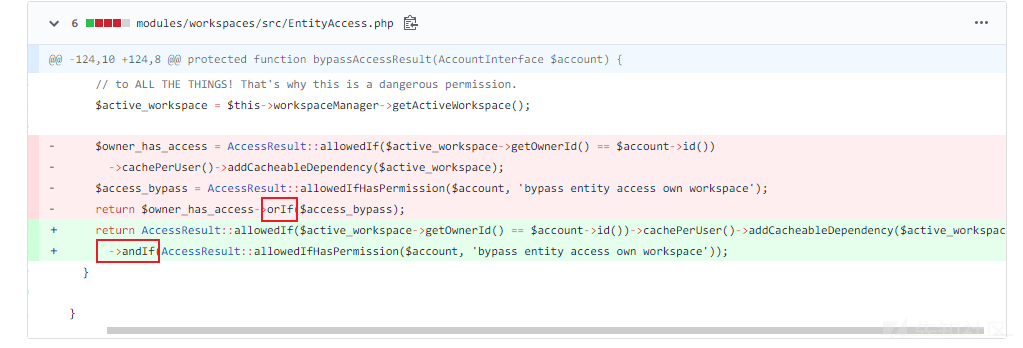 6 modules/workspaces/src/EntityAccess.php ...
@@ -124,10 +124,8 @@ protected function bypassAccessResult(AccountInterface $account) {
// to ALL THE THINGS! That's why this is a dangerous permission.
$active_workspace = $this->workspaceManager->getActiveWorkspace();
- $owner_has_access = AccessResult::allowedIf($active_workspace->getOwnerId() == $account->id())
- ->cachePerUser()->addCacheableDependency($active_workspace);
- $access_bypass = AccessResult::allowedIfHasPermission($account, 'bypass entity access own workspace');
- return $owner_has_access->orIf($access_bypass);
+ return AccessResult::allowedIf($active_workspace->getOwnerId() == $account->id())->cachePerUser()->addCacheableDependency($active_workspac
+ ->andIf(AccessResult::allowedIfHasPermission($account, 'bypass entity access own workspace'));
}
}